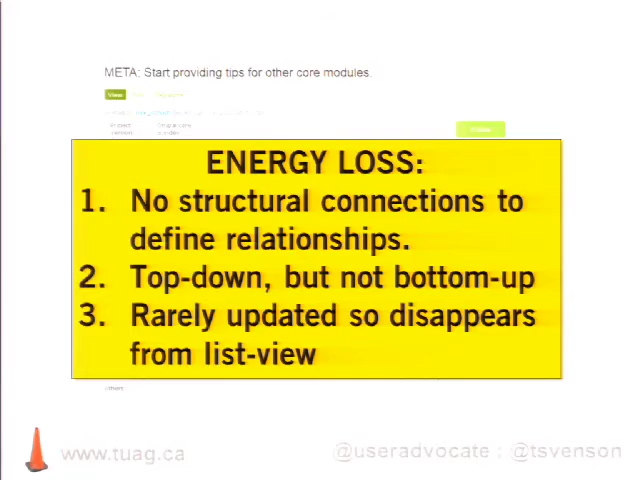 META: Start providing tips for other core modules.
View
ENERGY LOSS:
1. No structural connections to
define relationships.
2. Top-down, but not bottom-up
3. Rarely updated so disappears
from list-view
www.tuag.ca
@useradvocate : @tsvenson